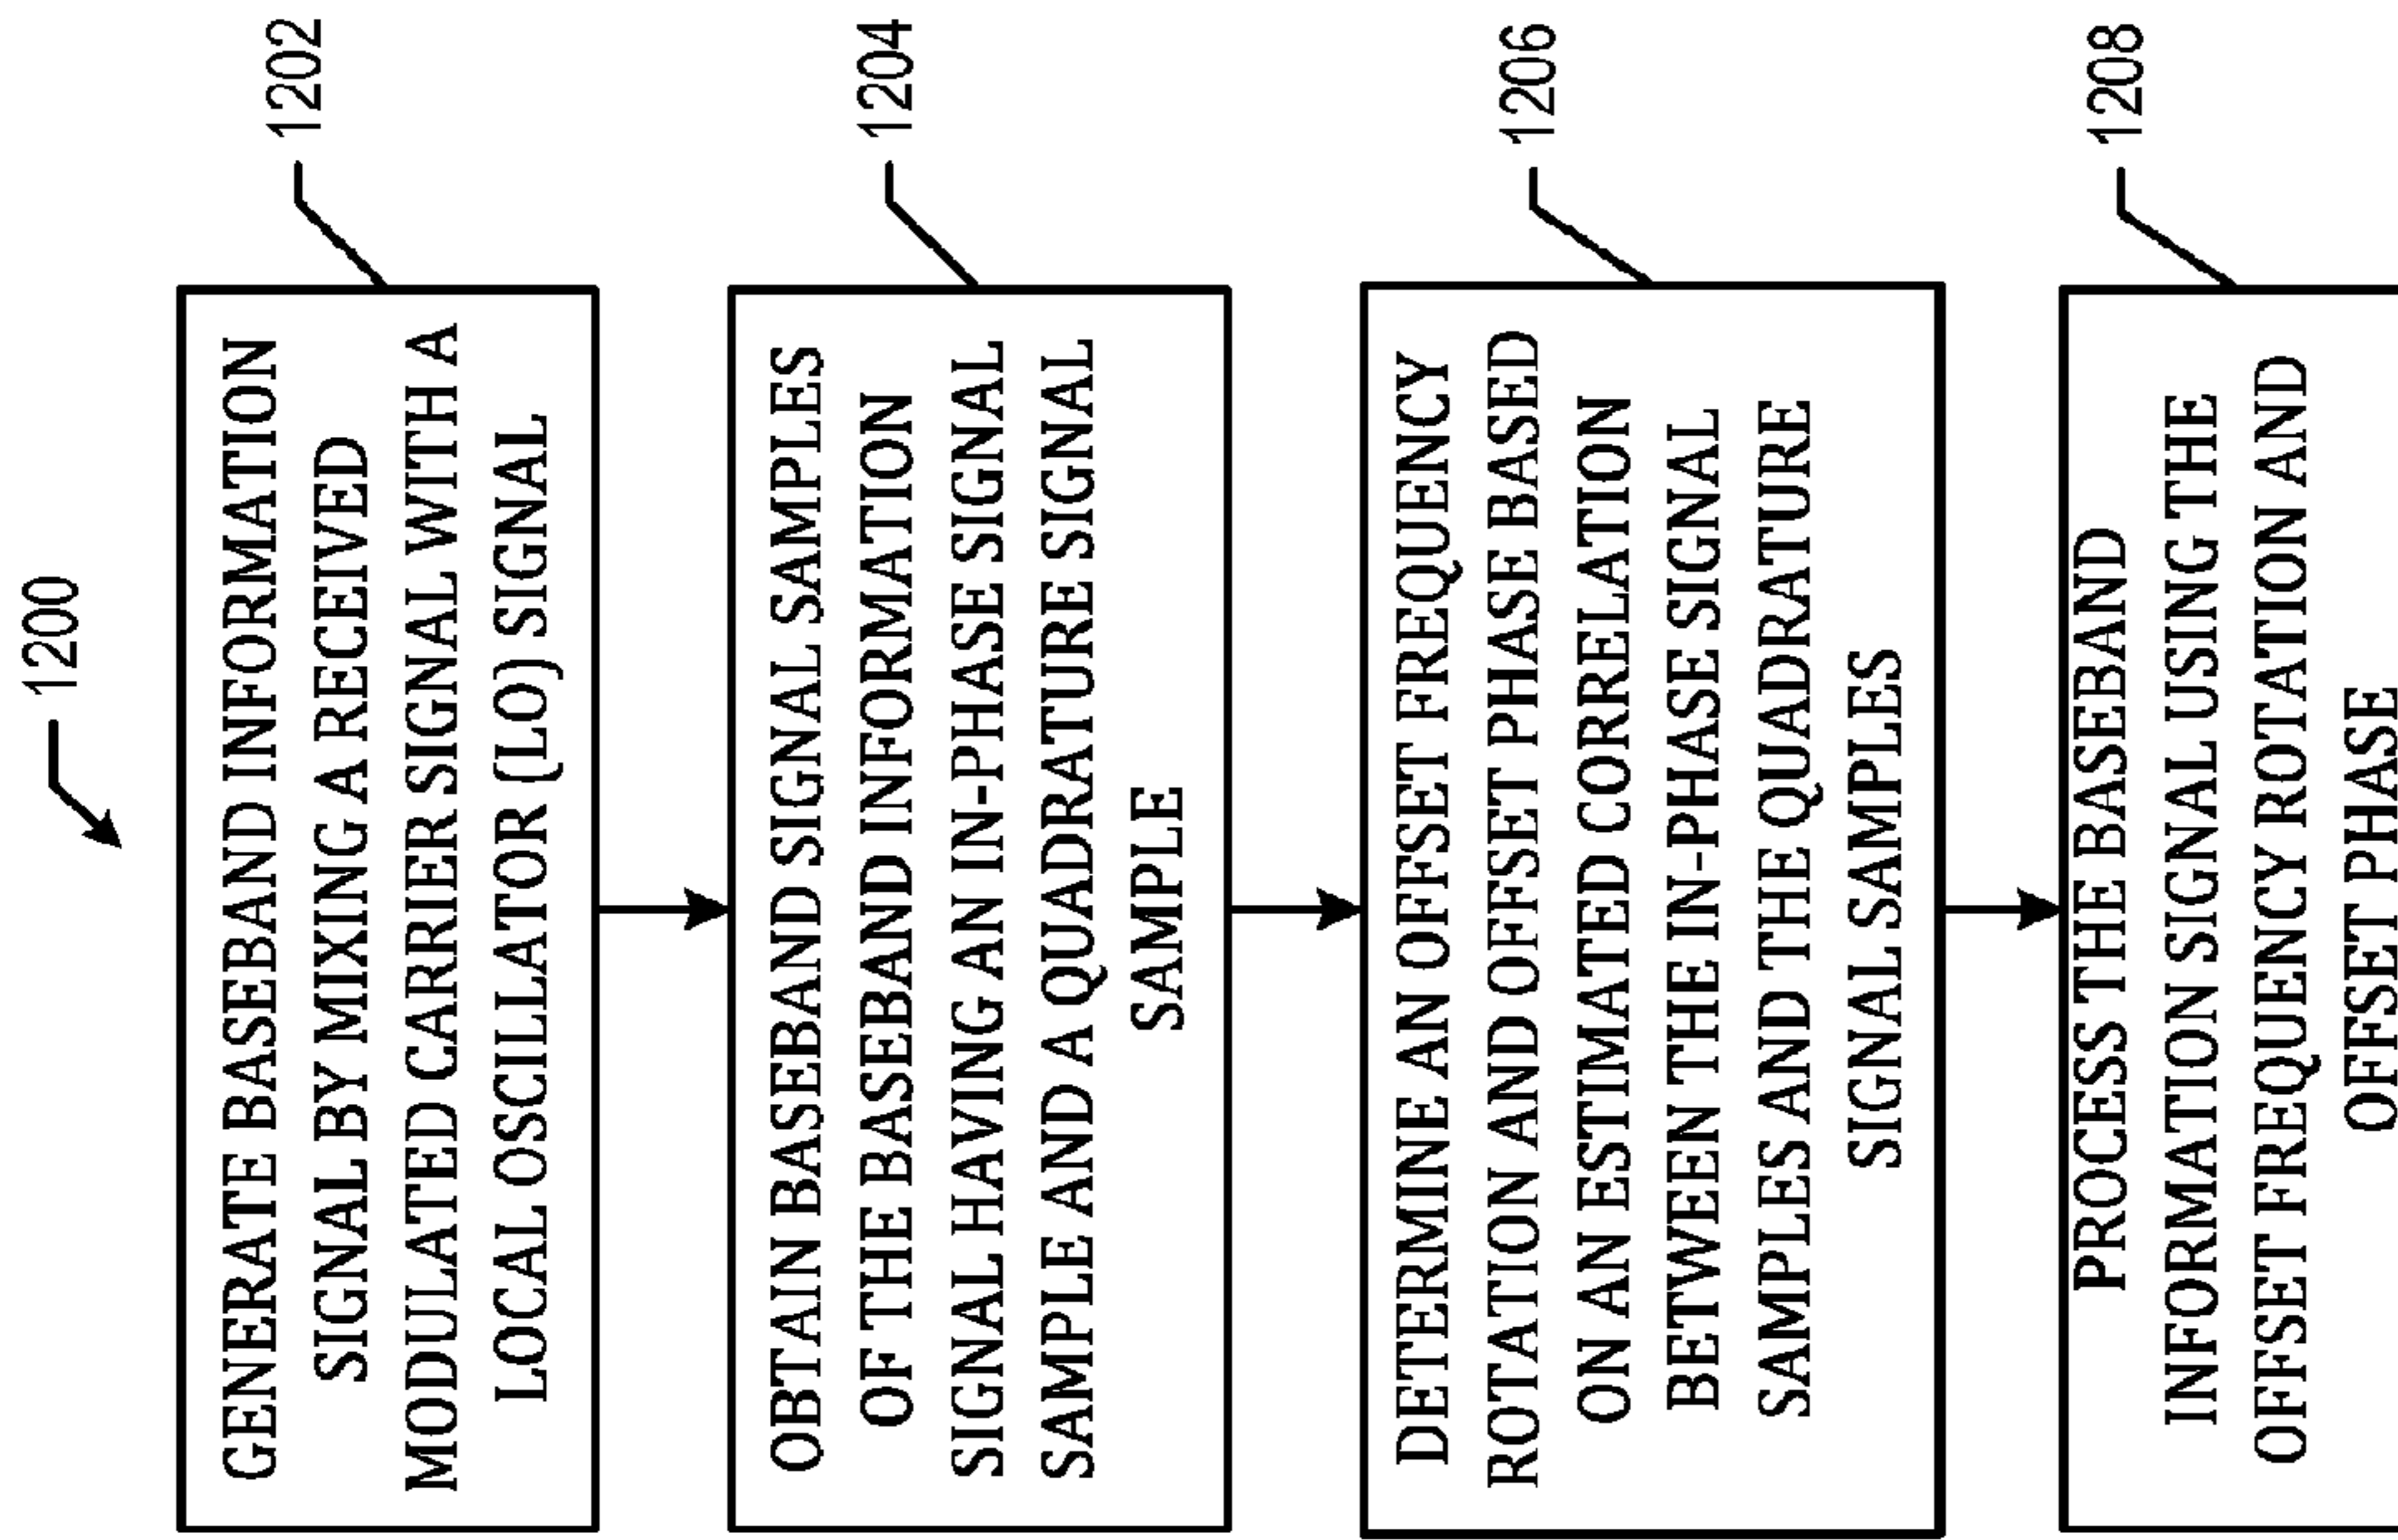 1200
1202
GENERATE BASEBAND INFORMATION
SIGNAL BY MIXING A RECEIVED
MODULATED CARRIER SIGNAL WITH A
LOCAL OSCILLATOR (LO) SIGNAL
1204
OBTAIN BASEBAND SIGNAL SAMPLES
OF THE BASEBAND INFORMATION
SIGNAL HAVING AN IN-PHASE SIGNAL
SAMPLE AND A QUADRATURE SIGNAL
SAMPLE
1206
DETERMINE AN OFFSET FREQUENCY
ROTATION AND OFFSET PHASE BASED
ON AN ESTIMATED CORRELATION
BETWEEN THE IN-PHASE SIGNAL
SAMPLES AND THE QUADRATURE
SIGNAL SAMPLES
1208
PROCESS THE BASEBAND
INFORMATION SIGNAL USING THE
OFFSET FREQUENCY ROTATION AND
OFFSET PHASE